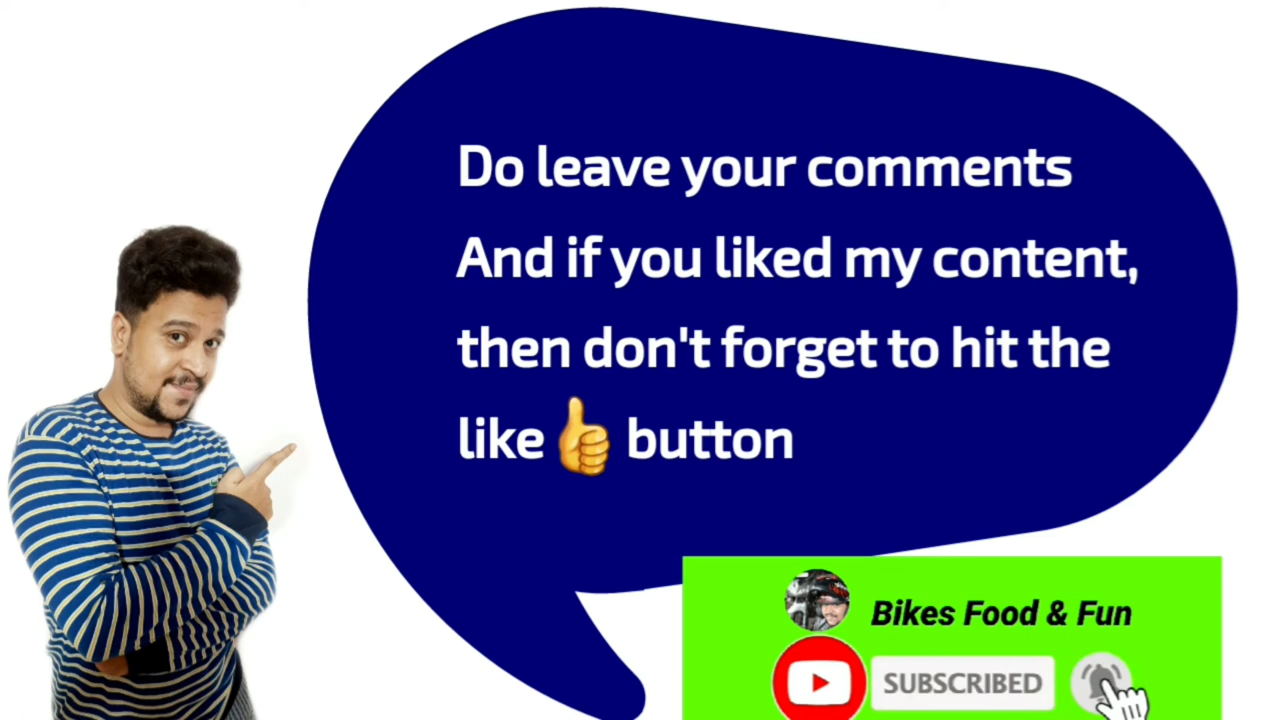 Do leave your comments
And if you liked my content,
then don't forget to hit the
like 👍 button
Bikes Food & Fun
SUBSCRIBED